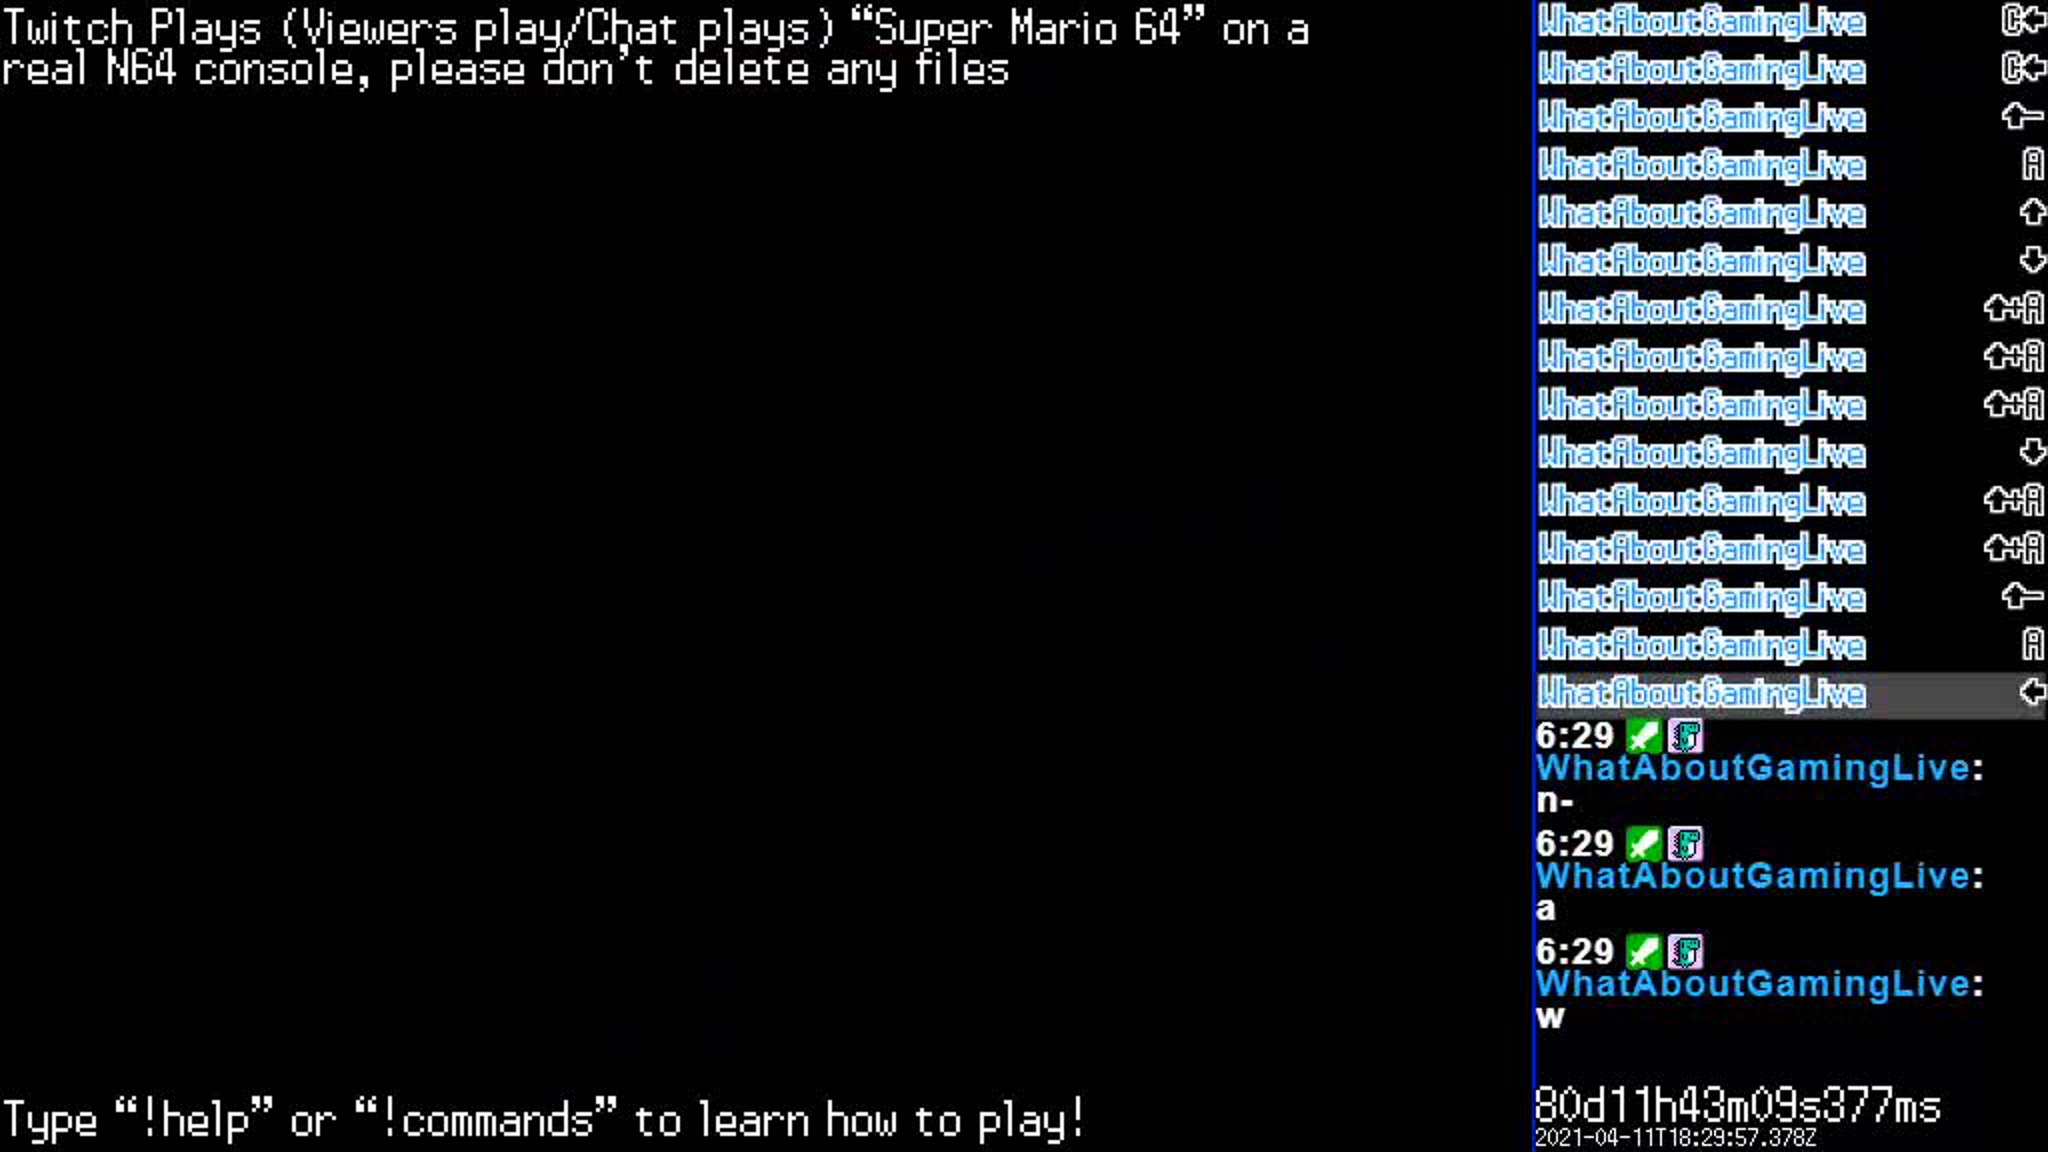 Twitch Plays (Viewers play/Chat plays) “Super Mario 64” on a
real N64 console, please don’t delete any files
WhatAboutGamingLive C←
WhatAboutGamingLive C←
WhatAboutGamingLive ↑-
WhatAboutGamingLive A
WhatAboutGamingLive ↑
WhatAboutGamingLive ↓
WhatAboutGamingLive ↑+A
WhatAboutGamingLive ↑+A
WhatAboutGamingLive ↑+A
WhatAboutGamingLive ↓
WhatAboutGamingLive ↑+A
WhatAboutGamingLive ↑+A
WhatAboutGamingLive ↑-
WhatAboutGamingLive A
WhatAboutGamingLive ←
6:29
WhatAboutGamingLive:
n-
6:29
WhatAboutGamingLive:
a
6:29
WhatAboutGamingLive:
w
Type “!help” or “!commands” to learn how to play!
80d11h43m09s377ms
2021-04-11T18:29:57.378Z